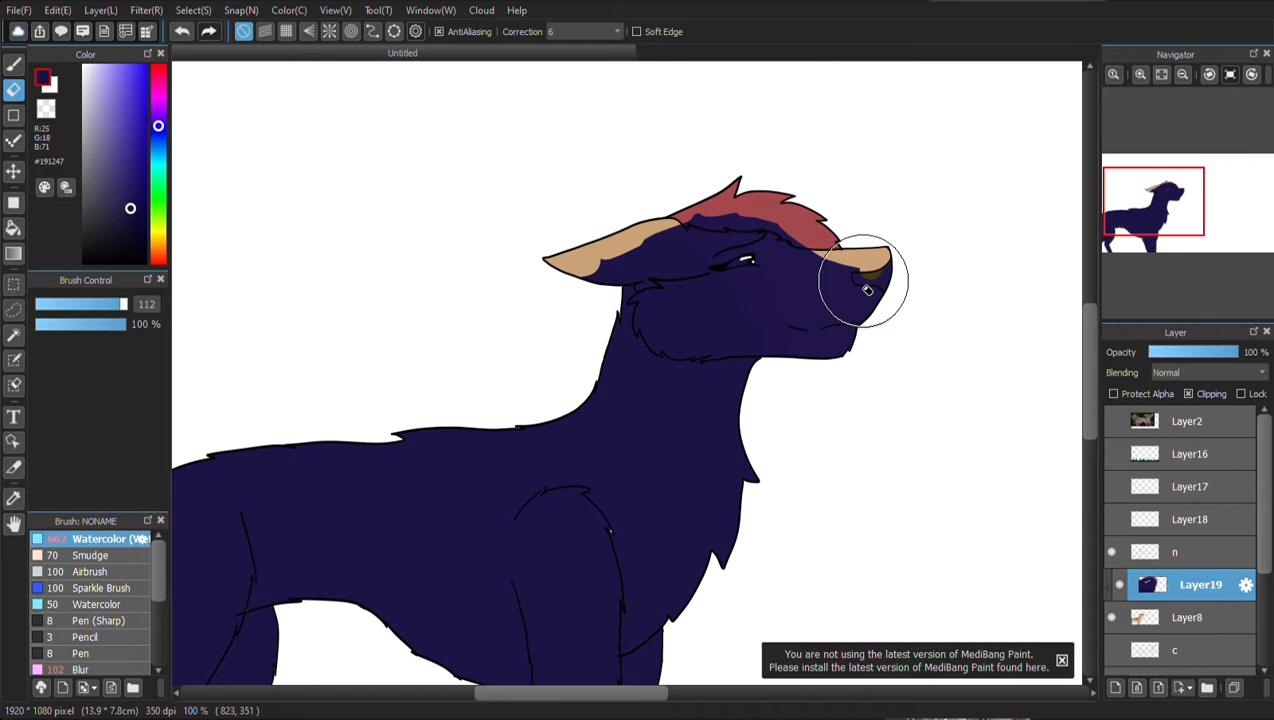 File(F) Edit(E) Layer(L) Filter(R) Select(S) Snap(N) Color(C) View(V) Tool(T) Window(W) Cloud Help
AntiAliasing Correction 6 Soft Edge
Color
Untitled
Navigator
R:25
G:18
B:71
#191247
Brush Control
112
100 %
Brush: NONAME
662 Watercolor (We
70 Smudge
100 Airbrush
100 Sparkle Brush
50 Watercolor
8 Pen (Sharp)
3 Pencil
8 Pen
102 Blur
Layer
Opacity 100 %
Blending Normal
Protect Alpha Clipping Lock
Layer2
Layer16
Layer17
Layer18
n
Layer19
Layer8
c
You are not using the latest version of MediBang Paint.
Please install the latest version of MediBang Paint found here.
1920 * 1080 pixel (13.9 * 7.8cm) 350 dpi 100 % ( 823, 351 )